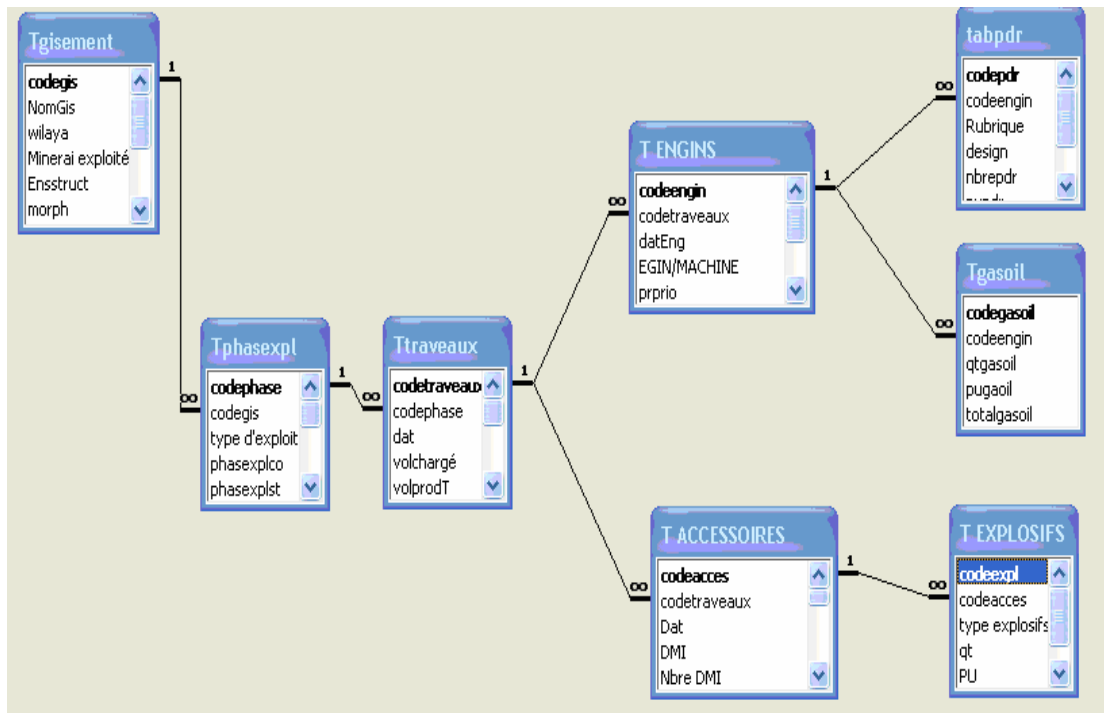 Tgisement
codegis
NomGis
wilaya
Minerai exploité
Ensstruct
morph
1
∞
Tphasexpl
codephase
codegis
type d'exploit
phasexplco
phasexplst
1
∞
Ttraveaux
codetraveaux
codephase
dat
volchargé
volprodT
1
∞
T ENGINS
codeengin
codetraveaux
datEng
EGIN/MACHINE
prprio
1
∞
tabpdr
codepdr
codeengin
Rubrique
design
nbrepdr
∞
Tgasoil
codegasoil
codeengin
qtgasoil
pugaoil
totalgasoil
∞
T ACCESSOIRES
codeacces
codetraveaux
Dat
DMI
Nbre DMI
1
∞
T EXPLOSIFS
codeexpl
codeacces
type explosifs
qt
PU